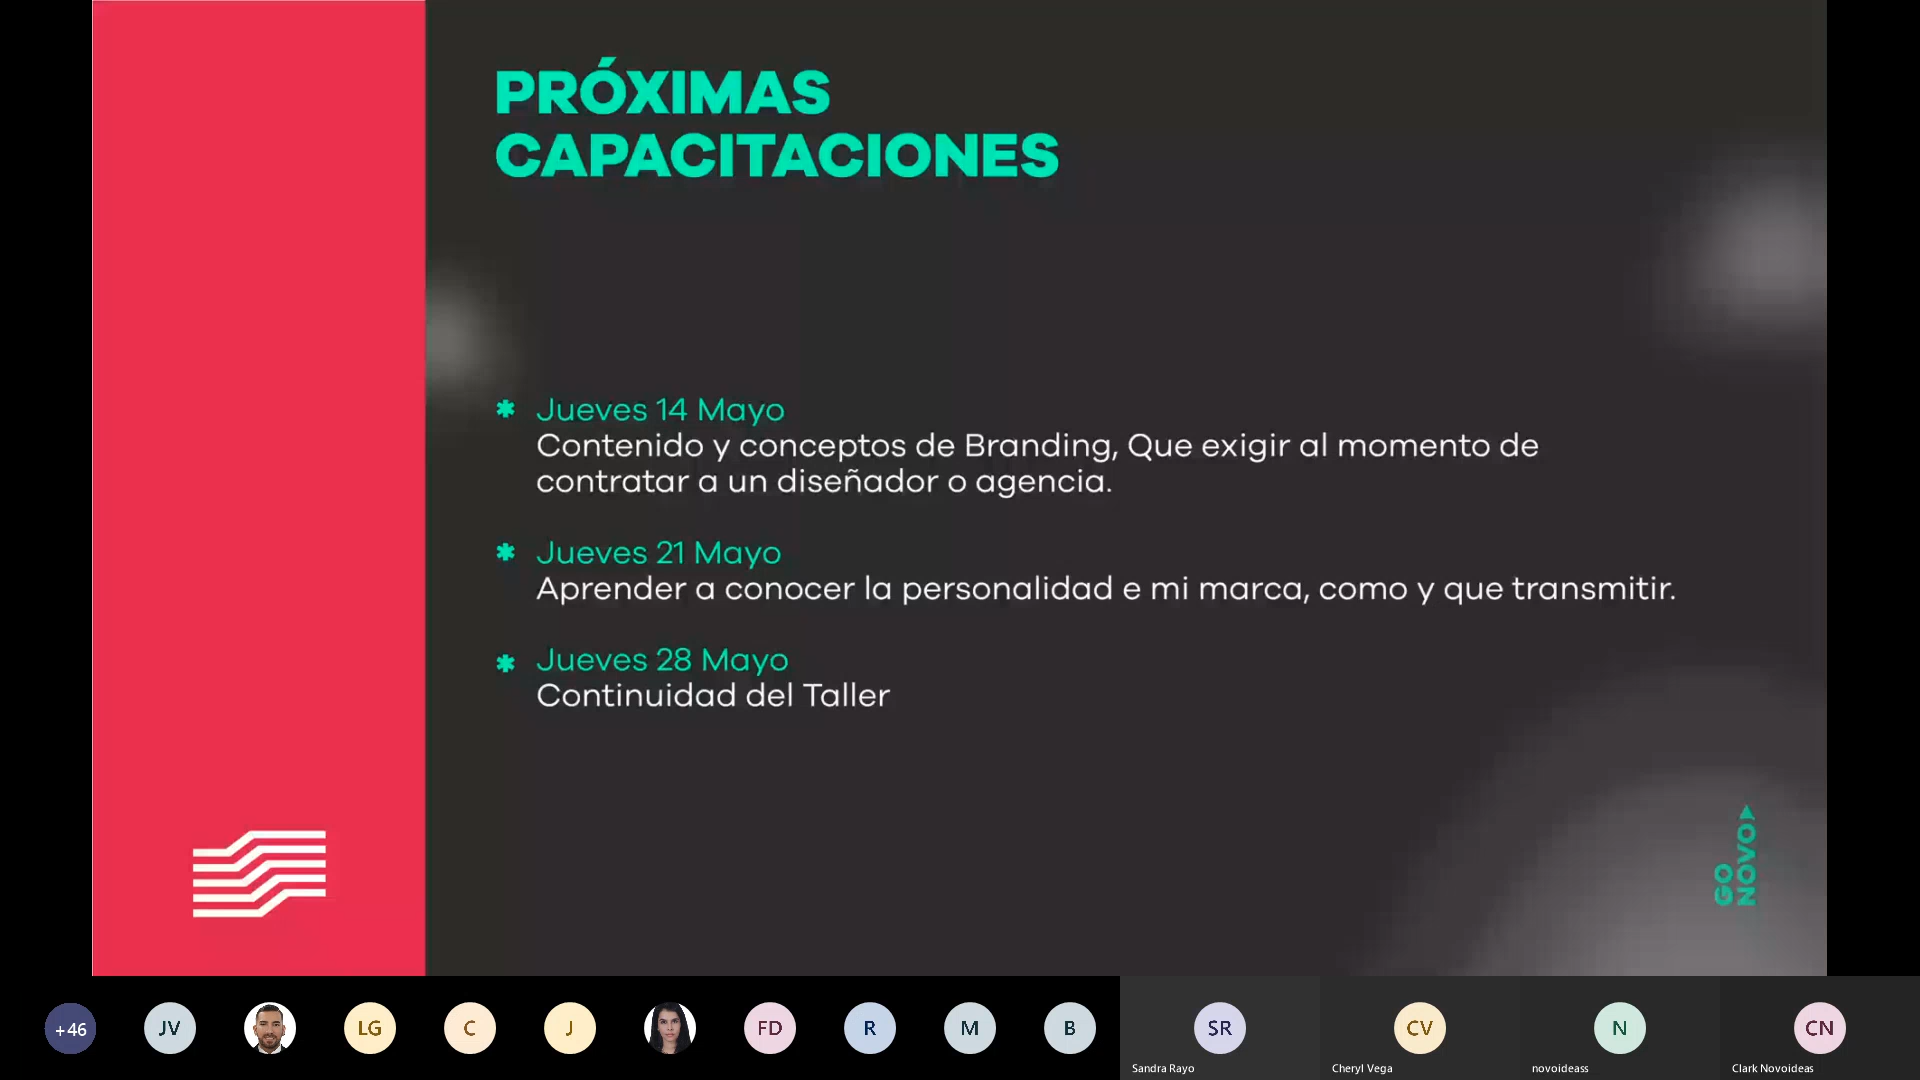 PRÓXIMAS
CAPACITACIONES
* Jueves 14 Mayo
Contenido y conceptos de Branding, Que exigir al momento de
contratar a un diseñador o agencia.
* Jueves 21 Mayo
Aprender a conocer la personalidad e mi marca, como y que transmitir.
* Jueves 28 Mayo
Continuidad del Taller
GO
NOVO
+46
JV
LG
C
J
FD
R
M
B
SR
Sandra Rayo
CV
Cheryl Vega
N
novoideass
CN
Clark Novoideas